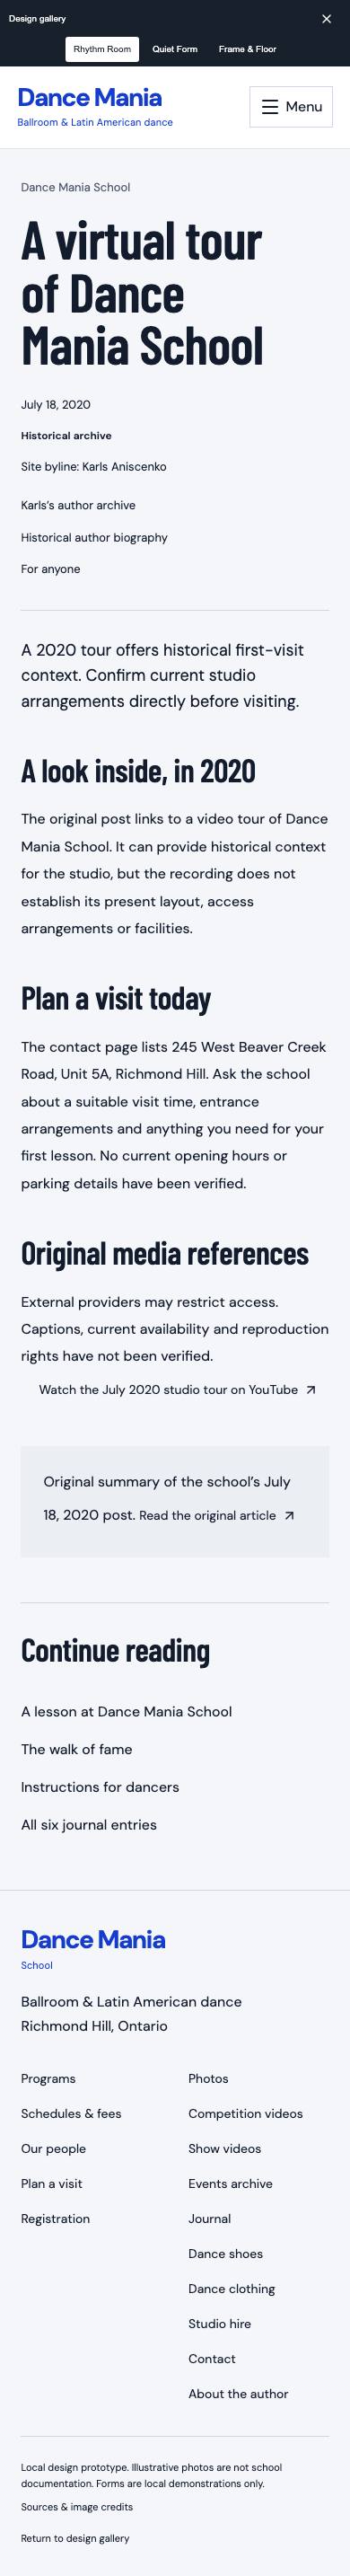 Design gallery
Rhythm Room Quiet Form Frame & Floor
Dance Mania
Ballroom & Latin American dance
Menu
Dance Mania School
A virtual tour
of Dance
Mania School
July 18, 2020
Historical archive
Site byline: Karls Aniscenko
Karls’s author archive
Historical author biography
For anyone
A 2020 tour offers historical first-visit
context. Confirm current studio
arrangements directly before visiting.
A look inside, in 2020
The original post links to a video tour of Dance
Mania School. It can provide historical context
for the studio, but the recording does not
establish its present layout, access
arrangements or facilities.
Plan a visit today
The contact page lists 245 West Beaver Creek
Road, Unit 5A, Richmond Hill. Ask the school
about a suitable visit time, entrance
arrangements and anything you need for your
first lesson. No current opening hours or
parking details have been verified.
Original media references
External providers may restrict access.
Captions, current availability and reproduction
rights have not been verified.
Watch the July 2020 studio tour on YouTube
Original summary of the school’s July
18, 2020 post. Read the original article
Continue reading
A lesson at Dance Mania School
The walk of fame
Instructions for dancers
All six journal entries
Dance Mania
School
Ballroom & Latin American dance
Richmond Hill, Ontario
Programs
Schedules & fees
Our people
Plan a visit
Registration
Photos
Competition videos
Show videos
Events archive
Journal
Dance shoes
Dance clothing
Studio hire
Contact
About the author
Local design prototype. Illustrative photos are not school
documentation. Forms are local demonstrations only.
Sources & image credits
Return to design gallery